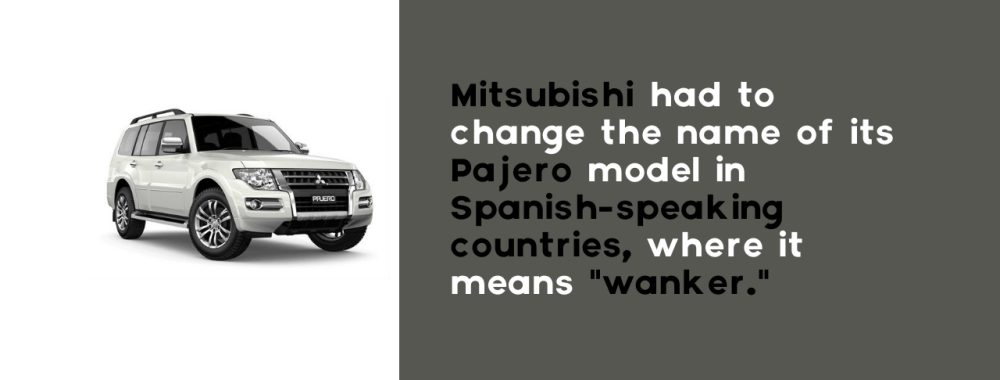 PAJERO
Mitsubishi had to
change the name of its
Pajero model in
Spanish-speaking
countries, where it
means "wanker."